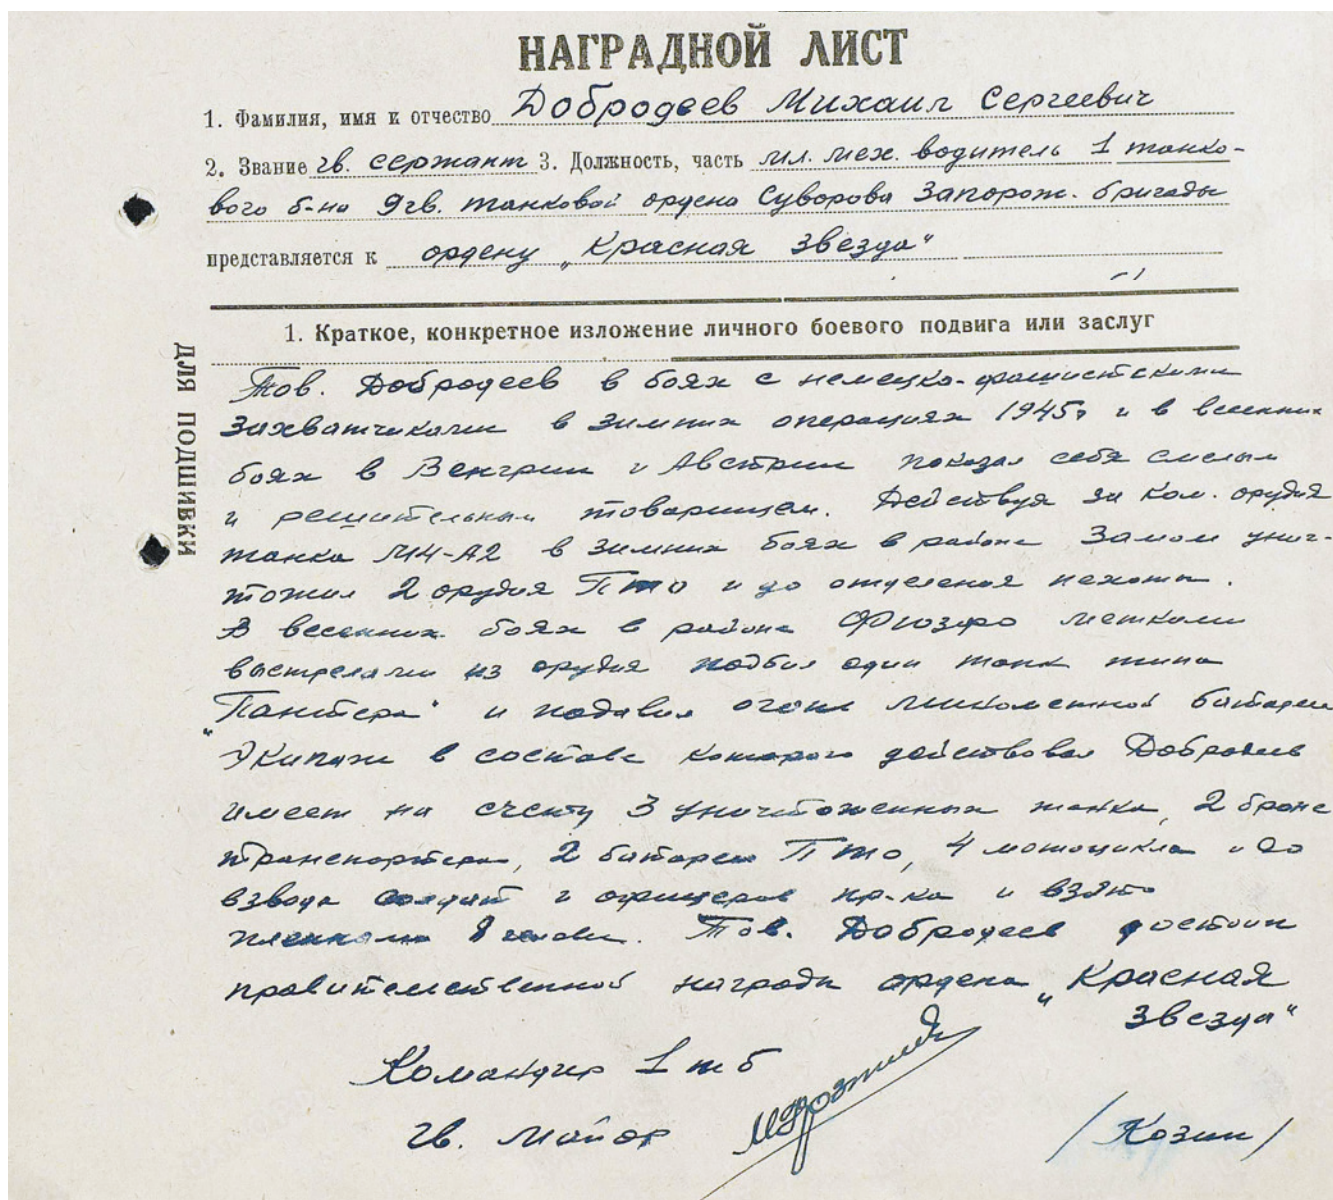 НАГРАДНОЙ ЛИСТ
1. Фамилия, имя и отчество Добродеев Михаил Сергеевич
2. Звание гв. сержант 3. Должность, часть мл. мех. водитель 1 танко-
вого б-на 9 гв. танковой ордена Суворова Запорож. бригады
представляется к ордену „Красная звезда“
1. Краткое, конкретное изложение личного боевого подвига или заслуг
Тов. Добродеев в боях с немецко-фашистскими
захватчиками в зимних операциях 1945г и в весенних
боях в Венгрии и Австрии показал себя смелым
и решительным товарищем. Действуя за ком. орудия
танка М4-А2 в зимних боях в районе Замом унич-
тожил 2 орудия ПТО и до отделения пехоты.
В весенних боях в районе меткими
выстрелами из орудия подбил один танк типа
„Пантера“ и подавил огонь минометной батареи
Экипаж в составе которого действовал Добродеев
имеет на счету 3 уничтоженных танка, 2 броне
транспортера, 2 батареи ПТО, 4 мотоцикла и до
взвода солдат и офицеров пр-ка и взято
пленными 8 человек. Тов. Добродеев достоин
правительственной награды ордена „Красная
звезда“
Командир 1 тб
гв. Майор /Козин/
ДЛЯ ПОДШИВКИ